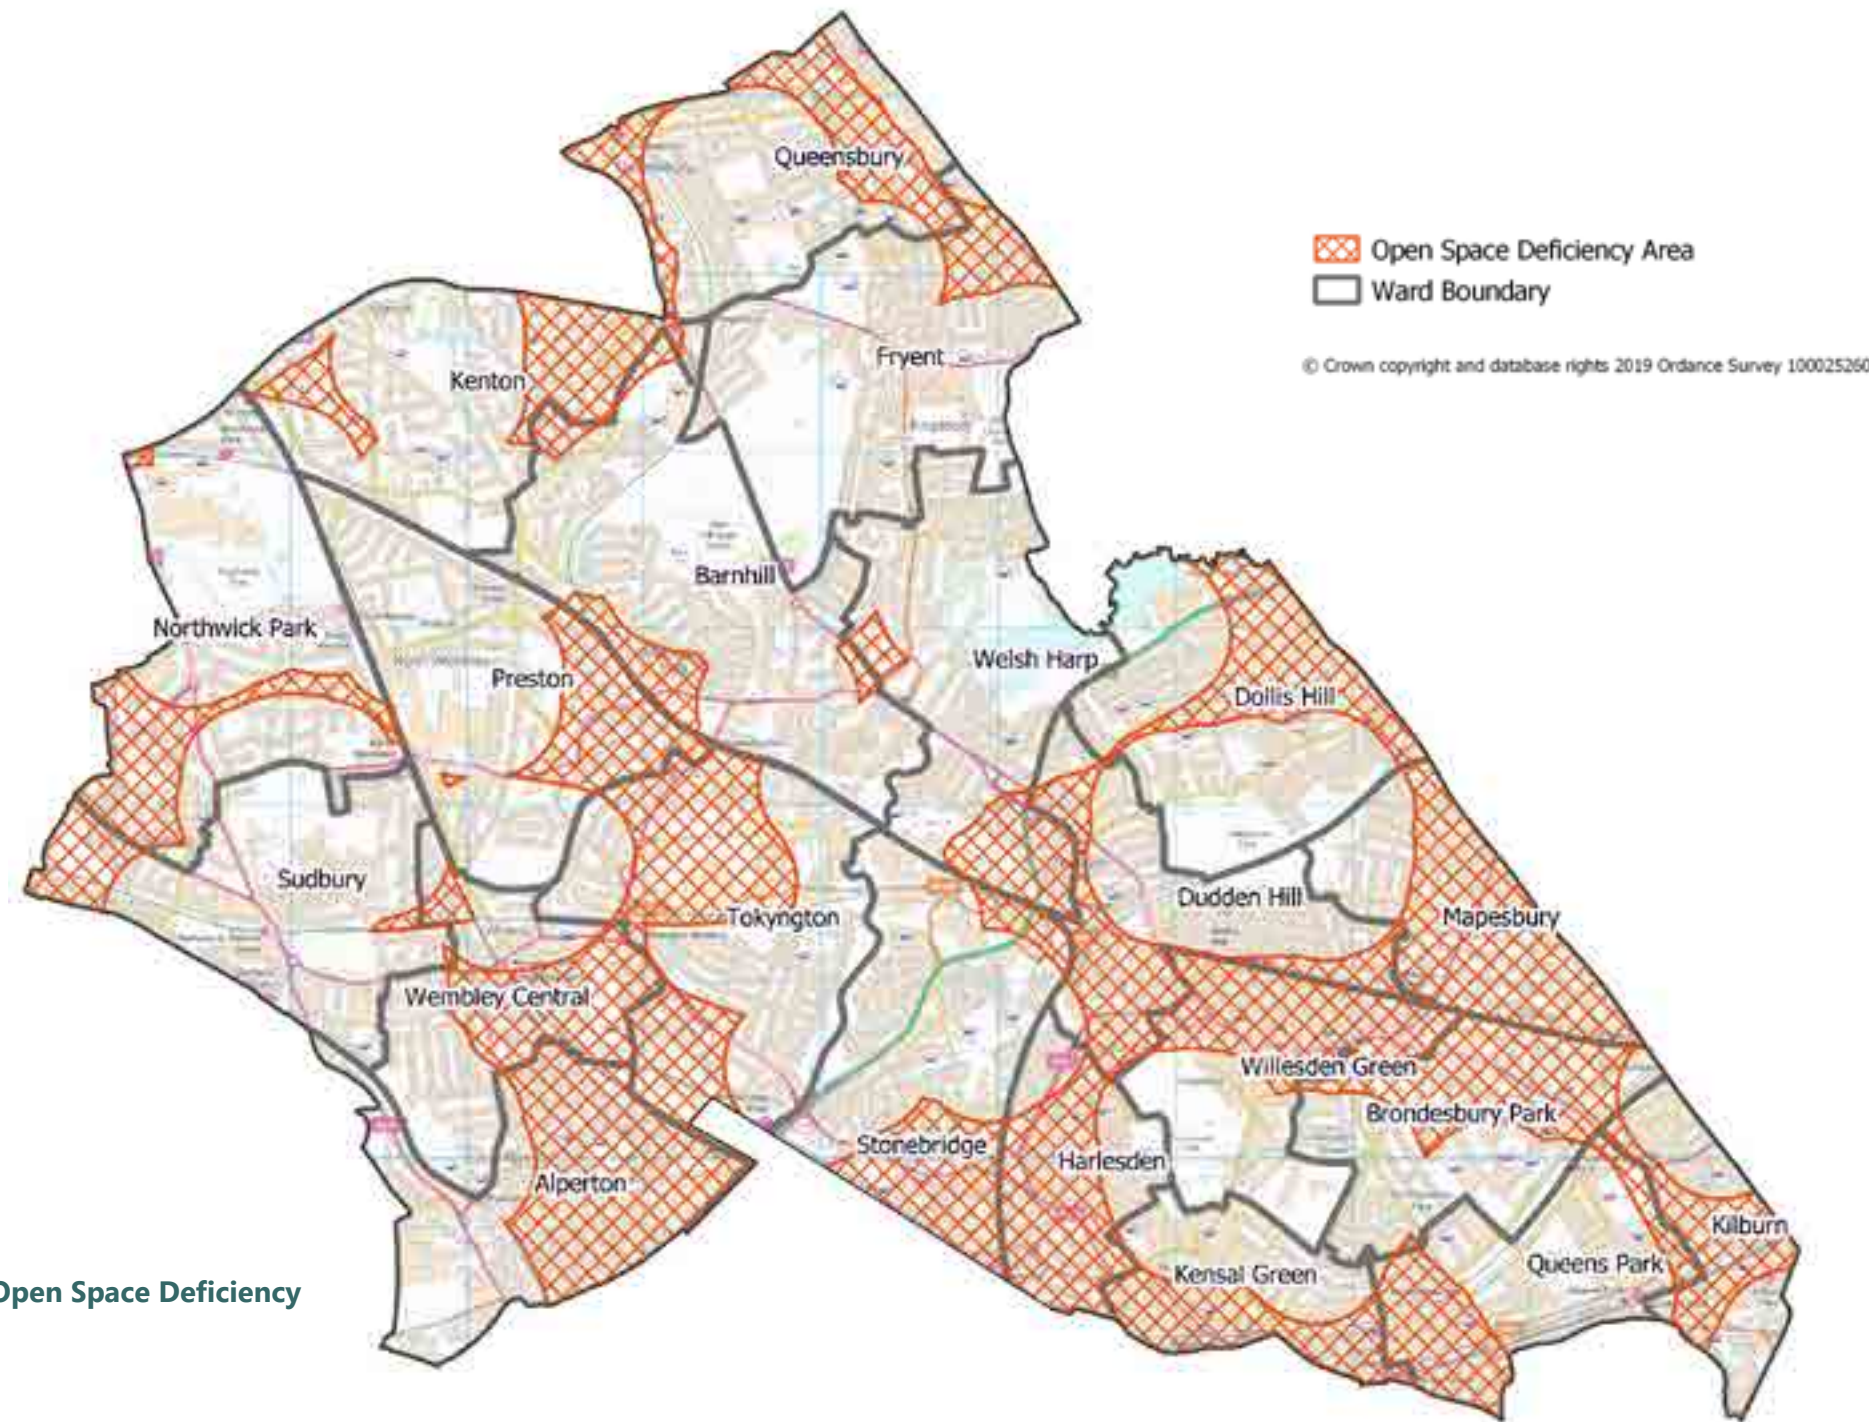 Queensbury
Open Space Deficiency Area
Ward Boundary
© Crown copyright and database rights 2019 Ordance Survey 100025260
Fryent
Kenton
Barnhill
Northwick Park
Welsh Harp
Preston
Dollis Hill
Sudbury
Dudden Hill
Tokyngton
Mapesbury
Wembley Central
Willesden Green
Brondesbury Park
Stonebridge
Harlesden
Alperton
Kilburn
Queens Park
Kensal Green
Open Space Deficiency